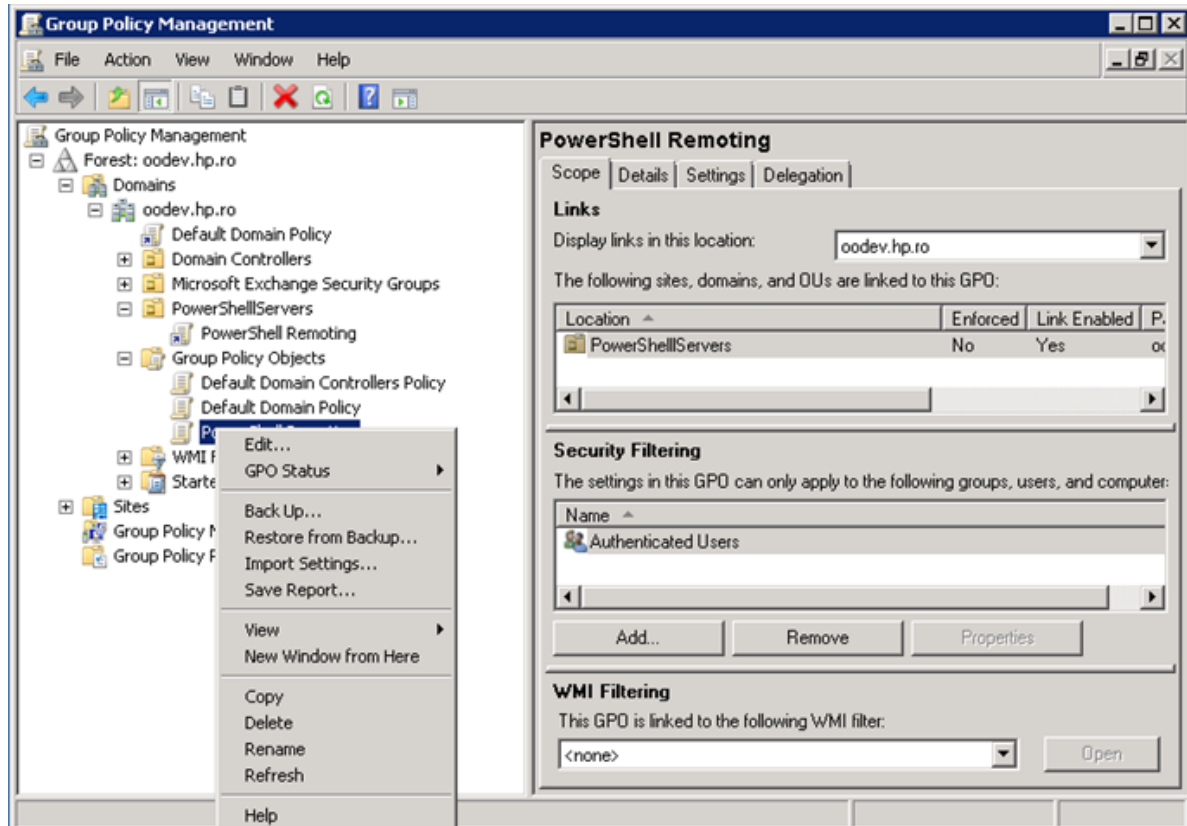 Group Policy Management
File Action View Window Help
Group Policy Management
Forest: oodev.hp.ro
Domains
oodev.hp.ro
Default Domain Policy
Domain Controllers
Microsoft Exchange Security Groups
PowerShellServers
PowerShell Remoting
Group Policy Objects
Default Domain Controllers Policy
Default Domain Policy
WMI
Sites
Group Policy
Group Policy
Edit...
GPO Status
Back Up...
Restore from Backup...
Import Settings...
Save Report...
View
New Window from Here
Copy
Delete
Rename
Refresh
Help
PowerShell Remoting
Scope Details Settings Delegation
Links
Display links in this location: oodev.hp.ro
The following sites, domains, and OUs are linked to this GPO:
Location Enforced Link Enabled
PowerShellServers No Yes
Security Filtering
The settings in this GPO can only apply to the following groups, users, and computer
Name
Authenticated Users
Add... Remove Properties
WMI Filtering
This GPO is linked to the following WMI filter:
<none> Open